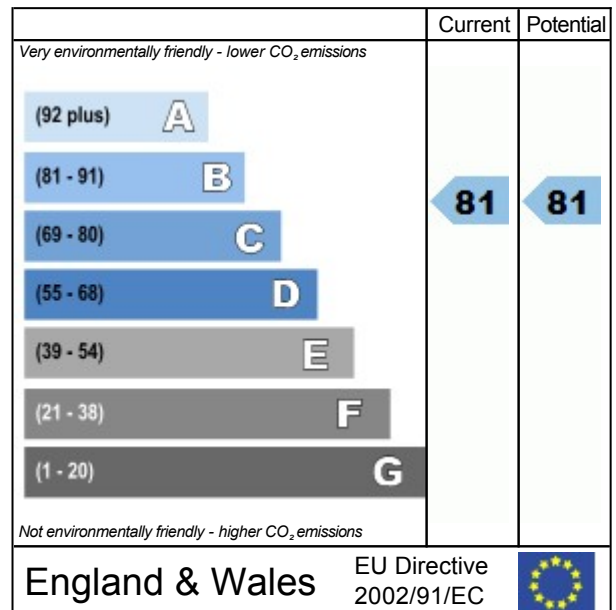 Current Potential
Very environmentally friendly - lower CO₂ emissions
(92 plus) A
(81 - 91) B
81 81
(69 - 80) C
(55 - 68) D
(39 - 54) E
(21 - 38) F
(1 - 20) G
Not environmentally friendly - higher CO₂ emissions
England & Wales
EU Directive
2002/91/EC